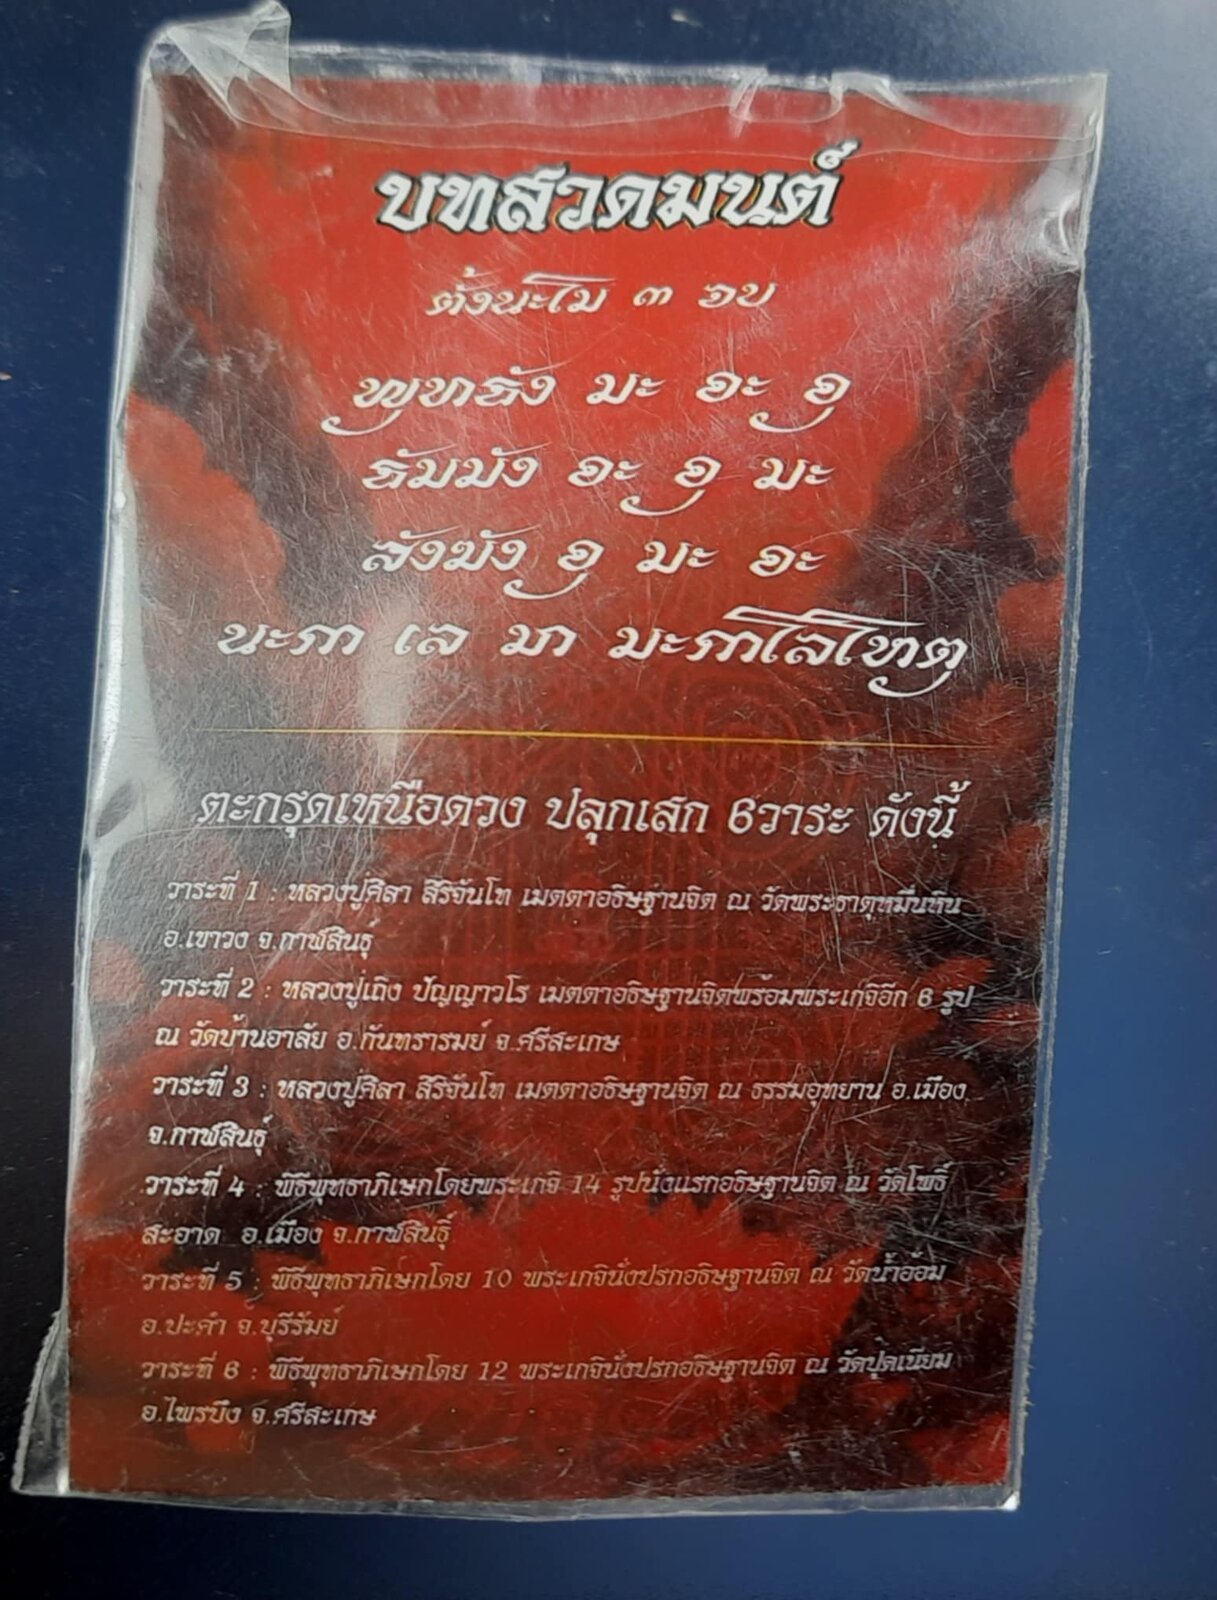 บทสวดมนต์
ตั้งนะโม ๓ จบ
พุทธัง มะ อะ อุ
ธัมมัง อะ อุ มะ
สังฆัง อุ มะ อะ
นะภา เล มา มะภาโลโหตุ
ตะกรุดเหนือดวง ปลุกเสก 6วาระ ดังนี้
วาระที่ 1 : หลวงปู่ศิลา สิริจันโท เมตตาอธิษฐานจิต ณ วัดพระธาตุหมื่นหิน
อ.เขาวง จ.กาฬสินธุ์
วาระที่ 2 : หลวงปู่เถิง ปัญญาวโร เมตตาอธิษฐานจิตพร้อมพระเกจิอีก 6 รูป
ณ วัดบ้านอาลัย อ.กันทรารมย์ จ.ศรีสะเกษ
วาระที่ 3 : หลวงปู่ศิลา สิริจันโท เมตตาอธิษฐานจิต ณ ธรรมอุทยาน อ.เมือง
จ.กาฬสินธุ์
วาระที่ 4 : พิธีพุทธาภิเษกโดยพระเกจิ 14 รูปนั่งแรกอธิษฐานจิต ณ วัดโพธิ์
สะอาด อ.เมือง จ.กาฬสินธุ์
วาระที่ 5 : พิธีพุทธาภิเษกโดย 10 พระเกจินั่งปรกอธิษฐานจิต ณ วัดน้ำอ้อม
อ.ปะคำ จ.บุรีรัมย์
วาระที่ 6 : พิธีพุทธาภิเษกโดย 12 พระเกจินั่งปรกอธิษฐานจิต ณ วัดปุดเนียม
อ.ไพรบึง จ.ศรีสะเกษ